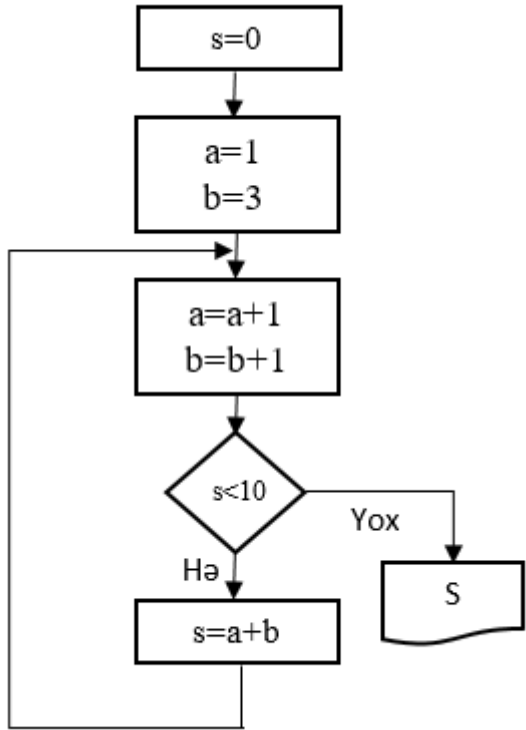 s=0
a=1
b=3
a=a+1
b=b+1
s<10
Yox
Hə
S
s=a+b